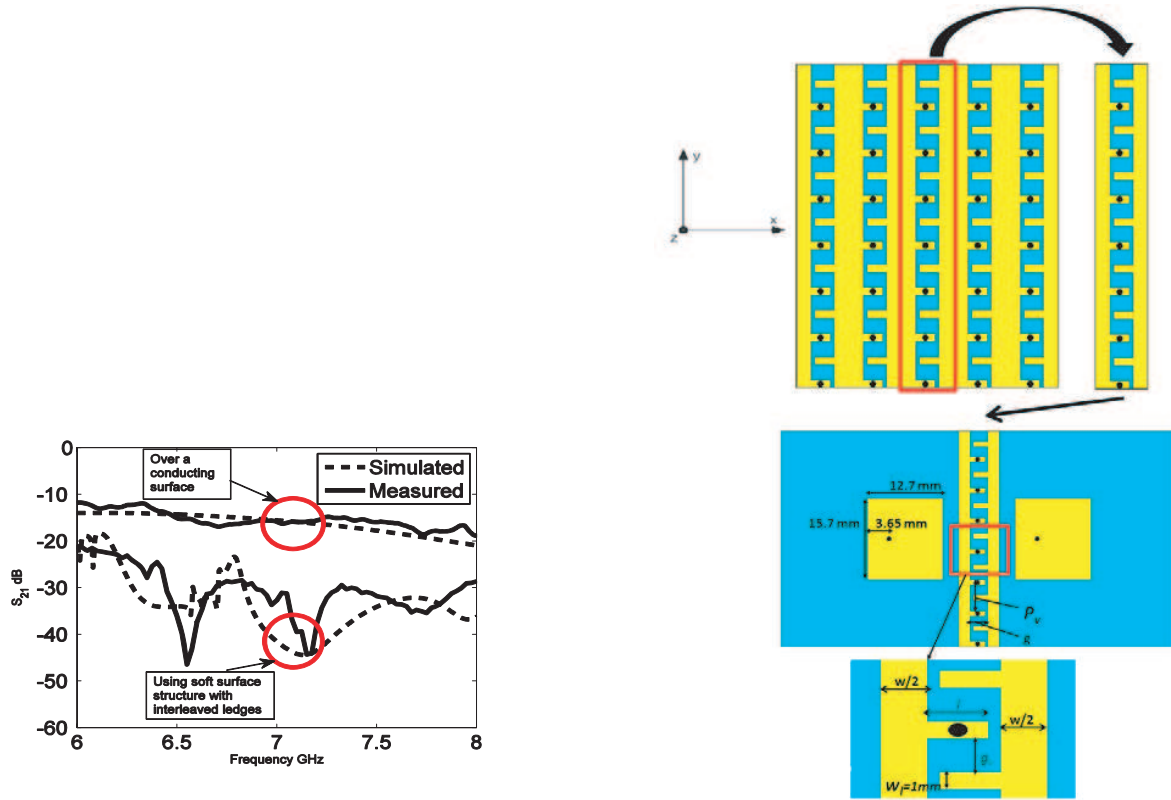 y
x
z
0
-10
-20
-30
-40
-50
-60
S21 dB
Over a
conducting
surface
Simulated
Measured
Using soft surface
structure with
interleaved ledges
6
6.5
7
7.5
8
Frequency GHz
12.7 mm
15.7 mm
3.65 mm
Pv
g
w/2
l
w/2
g
Wl=1mm